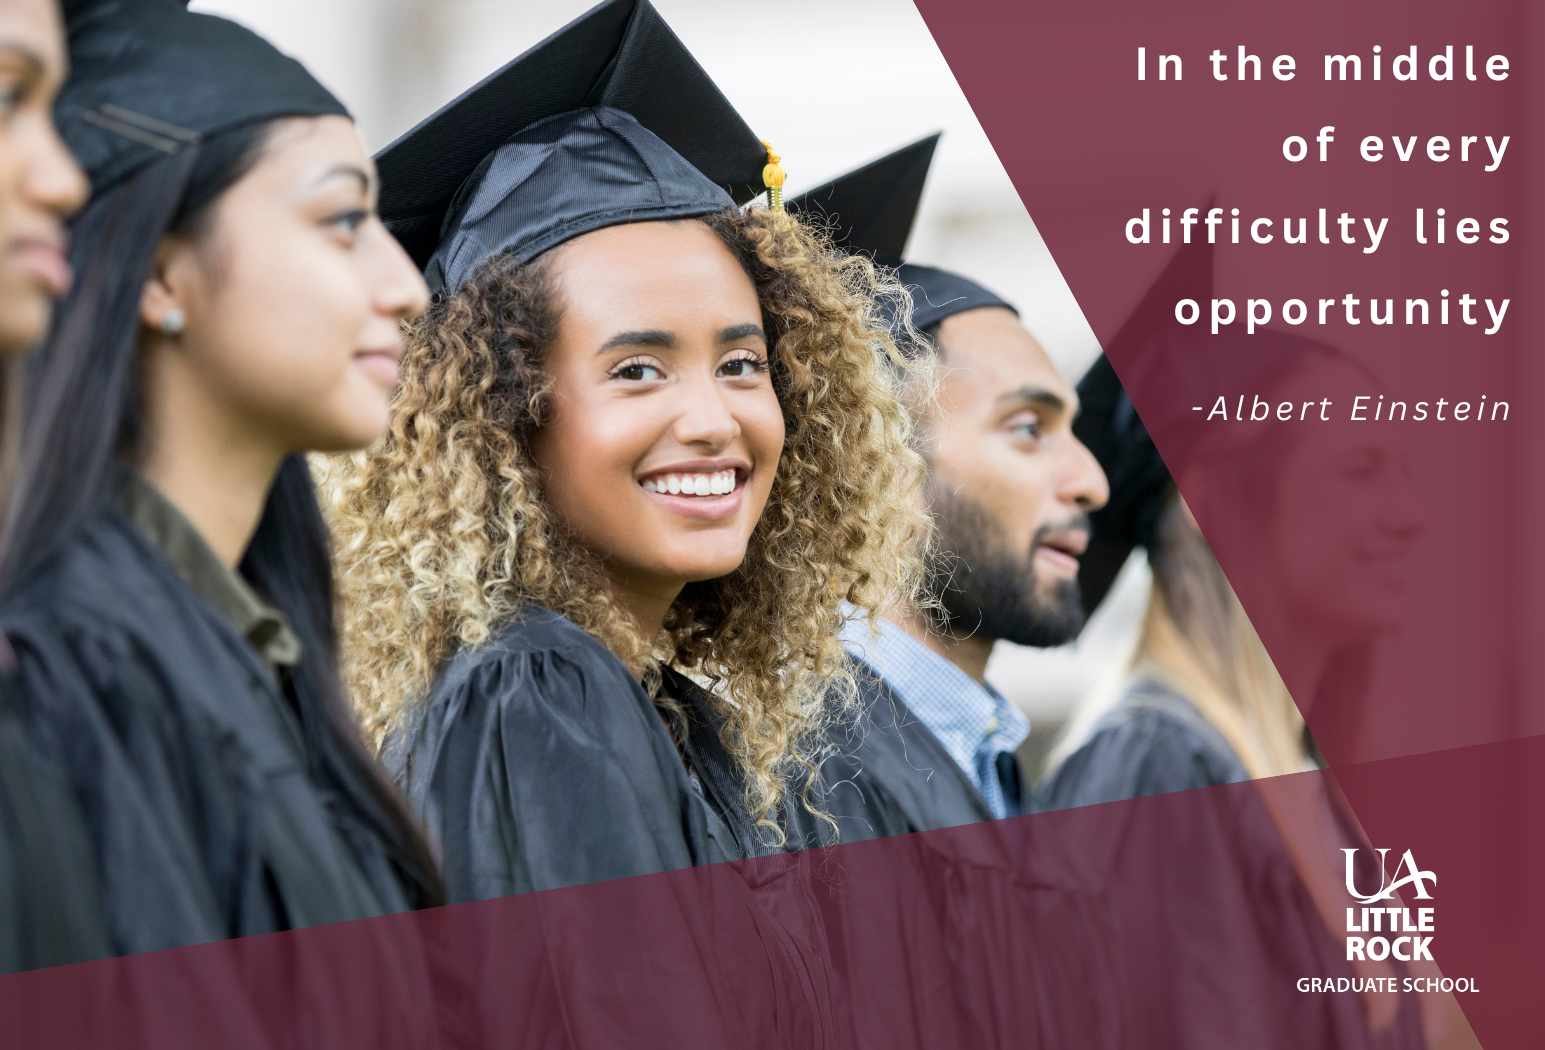 In the middle
of every
difficulty lies
opportunity
-Albert Einstein
UA
LITTLE
ROCK
GRADUATE SCHOOL